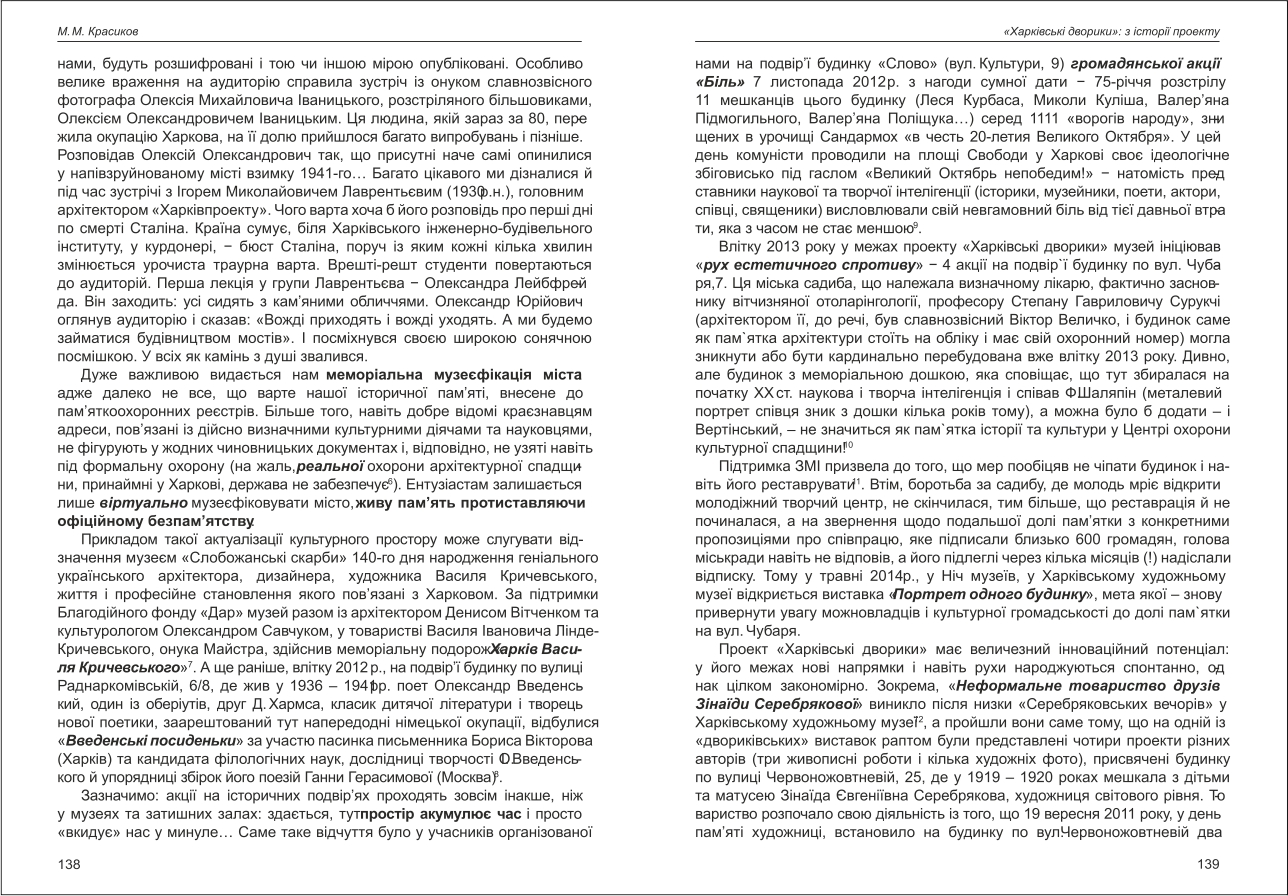 М. М. Красиков
нами, будуть розшифровані і тою чи іншою мірою опубліковані. Особливо
велике враження на аудиторію справила зустріч із онуком славнозвісного
фотографа Олексія Михайловича Іваницького, розстріляного більшовиками,
Олексієм Олександровичем Іваницьким. Ця людина, якій зараз за 80, пере
жила окупацію Харкова, на її долю прийшлося багато випробувань і пізніше.
Розповідав Олексій Олександрович так, що присутні наче самі опинилися
у напівзруйнованому місті взимку 1941-го… Багато цікавого ми дізналися й
під час зустрічі з Ігорем Миколайовичем Лаврентьєвим (1930р.н.), головним
архітектором «Харківпроекту». Чого варта хоча б його розповідь про перші дні
по смерті Сталіна. Країна сумує, біля Харківського інженерно-будівельного
інституту, у курдонері, − бюст Сталіна, поруч із яким кожні кілька хвилин
змінюється урочиста траурна варта. Врешті-решт студенти повертаються
до аудиторій. Перша лекція у групи Лаврентьєва − Олександра Лейбфрей
да. Він заходить: усі сидять з кам’яними обличчями. Олександр Юрійович
оглянув аудиторію і сказав: «Вожді приходять і вожді уходять. А ми будемо
займатися будівництвом мостів». І посміхнувся своєю широкою сонячною
посмішкою. У всіх як камінь з душі звалився.
Дуже важливою видається нам меморіальна музеєфікація міста
адже далеко не все, що варте нашої історичної пам’яті, внесене до
пам’яткоохоронних реєстрів. Більше того, навіть добре відомі краєзнавцям
адреси, пов’язані із дійсно визначними культурними діячами та науковцями,
не фігурують у жодних чиновницьких документах і, відповідно, не узяті навіть
під формальну охорону (на жаль, реальної охорони архітектурної спадщи-
ни, принаймні у Харкові, держава не забезпечує⁶). Ентузіастам залишається
лише віртуально музеєфіковувати місто, живу пам’ять протиставляючи
офіційному безпам’ятству.
Прикладом такої актуалізації культурного простору може слугувати від-
значення музеєм «Слобожанські скарби» 140-го дня народження геніального
українського архітектора, дизайнера, художника Василя Кричевського,
життя і професійне становлення якого пов’язані з Харковом. За підтримки
Благодійного фонду «Дар» музей разом із архітектором Денисом Вітченком та
культурологом Олександром Савчуком, у товаристві Василя Івановича Лінде-
Кричевського, онука Майстра, здійснив меморіальну подорож «Харків Васи-
ля Кричевського»⁷. А ще раніше, влітку 2012 р., на подвір’ї будинку по вулиці
Раднаркомівській, 6/8, де жив у 1936 – 1941 рр. поет Олександр Введенсь
кий, один із оберіутів, друг Д. Хармса, класик дитячої літератури і творець
нової поетики, заарештований тут напередодні німецької окупації, відбулися
«Введенські посиденьки» за участю пасинка письменника Бориса Вікторова
(Харків) та кандидата філологічних наук, дослідниці творчості О.Введенсь-
кого й упорядниці збірок його поезій Ганни Герасимової (Москва)⁸.
Зазначимо: акції на історичних подвір’ях проходять зовсім інакше, ніж
у музеях та затишних залах: здається, тут простір акумулює час і просто
«вкидує» нас у минуле… Саме таке відчуття було у учасників організованої
138
«Харківські дворики»: з історії проекту
нами на подвір’ї будинку «Слово» (вул. Культури, 9) громадянської акції
«Біль» 7 листопада 2012р. з нагоди сумної дати − 75-річчя розстрілу
11 мешканців цього будинку (Леся Курбаса, Миколи Куліша, Валер’яна
Підмогильного, Валер’яна Поліщука…) серед 1111 «ворогів народу», зни
щених в урочищі Сандармох «в честь 20-летия Великого Октября». У цей
день комуністи проводили на площі Свободи у Харкові своє ідеологічне
збіговисько під гаслом «Великий Октябрь непобедим!» − натомість пред
ставники наукової та творчої інтелігенції (історики, музейники, поети, актори,
співці, священики) висловлювали свій невгамовний біль від тієї давньої втра
ти, яка з часом не стає меншою⁹.
Влітку 2013 року у межах проекту «Харківські дворики» музей ініціював
«рух естетичного спротиву» − 4 акції на подвір`ї будинку по вул. Чуба
ря,7. Ця міська садиба, що належала визначному лікарю, фактично заснов-
нику вітчизняної отоларінгології, професору Степану Гавриловичу Сурукчі
(архітектором її, до речі, був славнозвісний Віктор Величко, і будинок саме
як пам`ятка архітектури стоїть на обліку і має свій охоронний номер) могла
зникнути або бути кардинально перебудована вже влітку 2013 року. Дивно,
але будинок з меморіальною дошкою, яка сповіщає, що тут збиралася на
початку ХХ ст. наукова і творча інтелігенція і співав Ф.Шаляпін (металевий
портрет співця зник з дошки кілька років тому), а можна було б додати – і
Вертінський, – не значиться як пам`ятка історії та культури у Центрі охорони
культурної спадщини!¹⁰
Підтримка ЗМІ призвела до того, що мер пообіцяв не чіпати будинок і на-
віть його реставрувати¹¹. Втім, боротьба за садибу, де молодь мріє відкрити
молодіжний творчий центр, не скінчилася, тим більше, що реставрація й не
починалася, а на звернення щодо подальшої долі пам’ятки з конкретними
пропозиціями про співпрацю, яке підписали близько 600 громадян, голова
міськради навіть не відповів, а його підлеглі через кілька місяців (!) надіслали
відписку. Тому у травні 2014р., у Ніч музеїв, у Харківському художньому
музеї відкриється виставка «Портрет одного будинку», мета якої – знову
привернути увагу можновладців і культурної громадськості до долі пам`ятки
на вул. Чубаря.
Проект «Харківські дворики» має величезний інноваційний потенціал:
у його межах нові напрямки і навіть рухи народжуються спонтанно, од
нак цілком закономірно. Зокрема, «Неформальне товариство друзів
Зінаїди Серебрякової» виникло після низки «Серебряковських вечорів» у
Харківському художньому музеї¹², а пройшли вони саме тому, що на одній із
«двориківських» виставок раптом були представлені чотири проекти різних
авторів (три живописні роботи і кілька художніх фото), присвячені будинку
по вулиці Червоножовтневій, 25, де у 1919 – 1920 роках мешкала з дітьми
та матусею Зінаїда Євгеніївна Серебрякова, художниця світового рівня. То
вариство розпочало свою діяльність із того, що 19 вересня 2011 року, у день
пам’яті художниці, встановило на будинку по вул.Червоножовтневій два
139